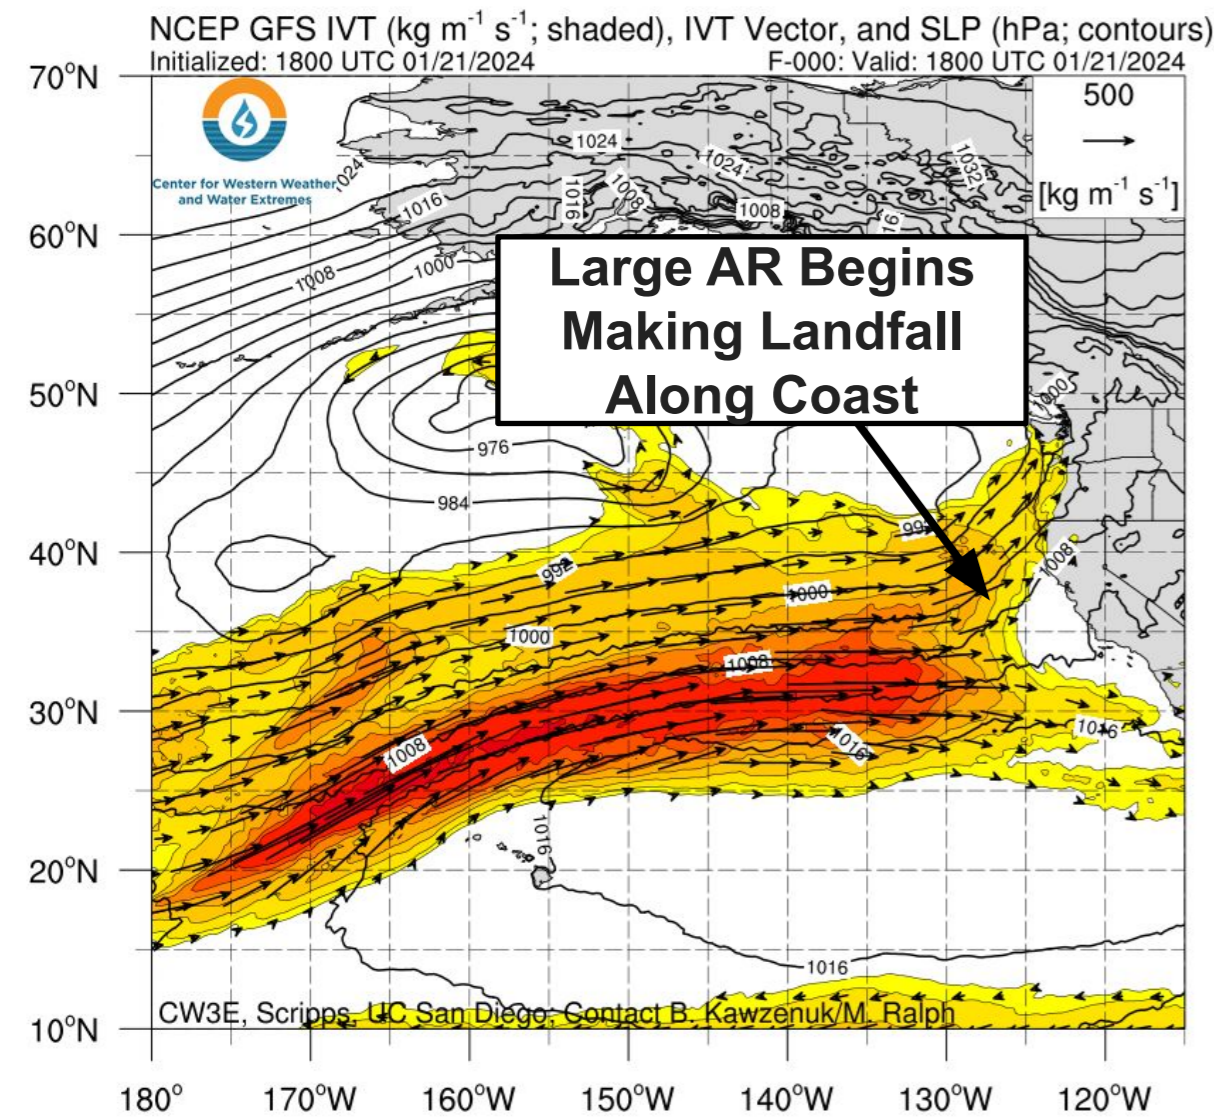 NCEP GFS IVT (kg m-1 s-1; shaded), IVT Vector, and SLP (hPa; contours)
Initialized: 1800 UTC 01/21/2024
F-000: Valid: 1800 UTC 01/21/2024
70°N
500
[kg m-1 s-1]
Center for Western Weather
and Water Extremes
1024
1024
1024
1032
1016
1008
1016
1008
16
60°N
1008
1000
Large AR Begins
Making Landfall
Along Coast
50°N
1000
976
984
992
99
1008
40°N
1000
1000
1008
30°N
1008
1016
1016
1016
20°N
1016
CW3E, Scripps, UC San Diego, Contact B. Kawzenuk/M. Ralph
10°N
180°
170°W
160°W
150°W
140°W
130°W
120°W